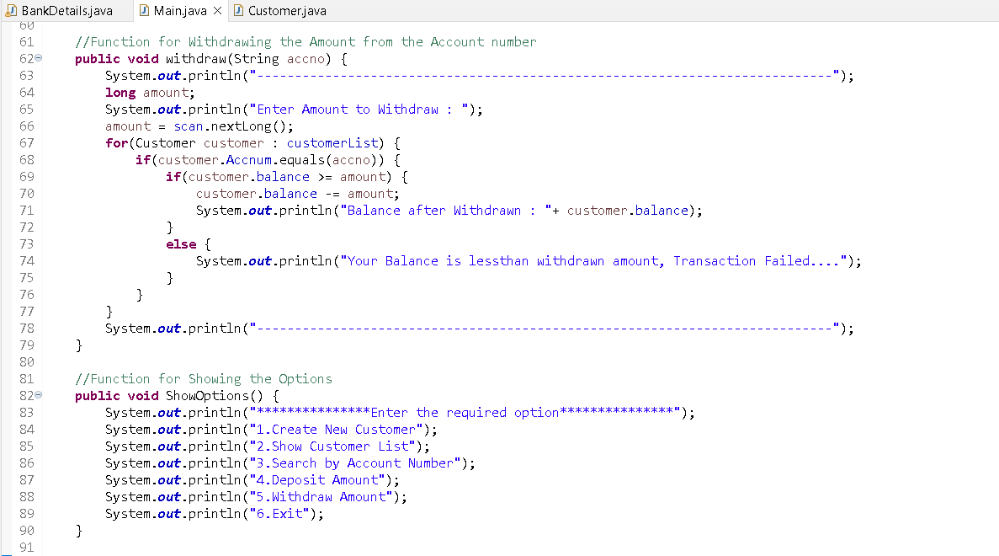 BankDetails.java Main.java Customer.java
60
61 //Function for Withdrawing the Amount from the Account number
62 public void withdraw(String accno) {
63 System.out.println("----------------------------------------------------------------------------");
64 long amount;
65 System.out.println("Enter Amount to Withdraw : ");
66 amount = scan.nextLong();
67 for(Customer customer : customerList) {
68 if(customer.Accnum.equals(accno)) {
69 if(customer.balance >= amount) {
70 customer.balance -= amount;
71 System.out.println("Balance after Withdrawn : "+ customer.balance);
72 }
73 else {
74 System.out.println("Your Balance is lessthan withdrawn amount, Transaction Failed....");
75 }
76 }
77 }
78 System.out.println("----------------------------------------------------------------------------");
79 }
80
81 //Function for Showing the Options
82 public void ShowOptions() {
83 System.out.println("***************Enter the required option***************");
84 System.out.println("1.Create New Customer");
85 System.out.println("2.Show Customer List");
86 System.out.println("3.Search by Account Number");
87 System.out.println("4.Deposit Amount");
88 System.out.println("5.Withdraw Amount");
89 System.out.println("6.Exit");
90 }
91